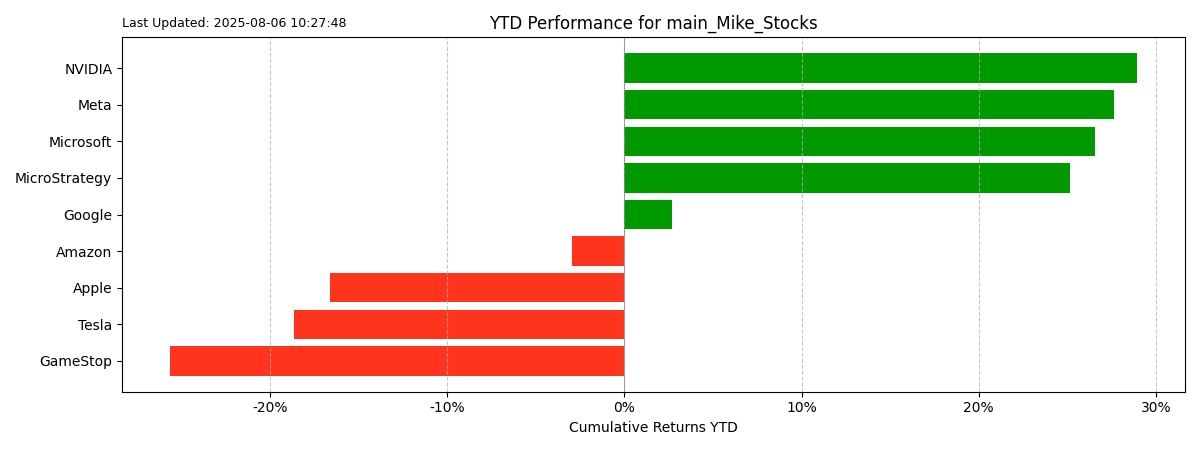 Last Updated: 2025-08-06 10:27:48
YTD Performance for main_Mike_Stocks
NVIDIA
Meta
Microsoft
MicroStrategy
Google
Amazon
Apple
Tesla
GameStop
-20% -10% 0% 10% 20% 30%
Cumulative Returns YTD